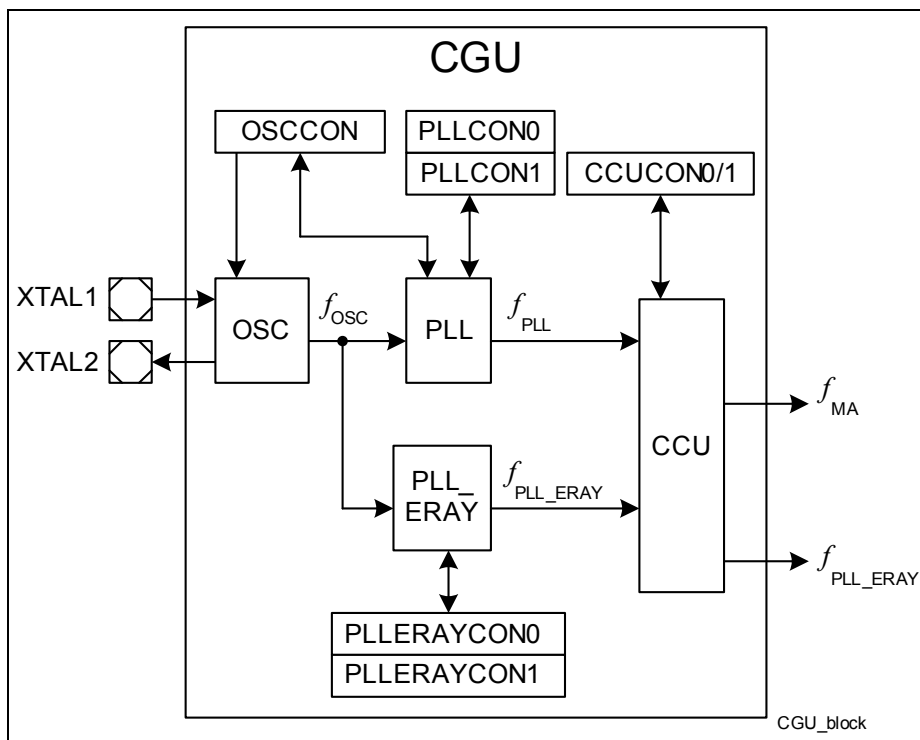 CGU
OSCCON
PLLCON0
PLLCON1
CCUCON0/1
XTAL1
XTAL2
OSC
fOSC
PLL
fPLL
PLL_
ERAY
fPLL_ERAY
CCU
fMA
fPLL_ERAY
PLLERAYCON0
PLLERAYCON1
CGU_block